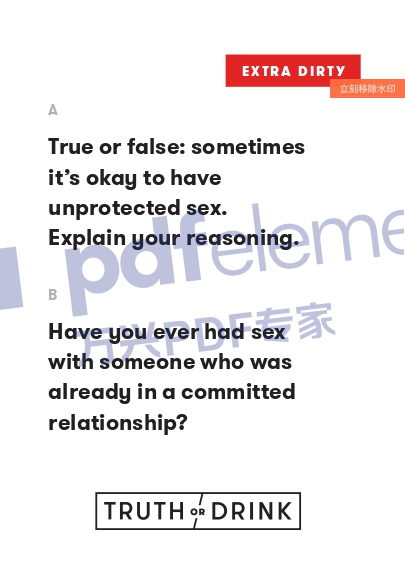 EXTRA DIRTY
立刻移除水印
A
True or false: sometimes
it’s okay to have
unprotected sex.
Explain your reasoning.
pdfeleme
B
万兴PDF专家
Have you ever had sex
with someone who was
already in a committed
relationship?
TRUTH OR DRINK